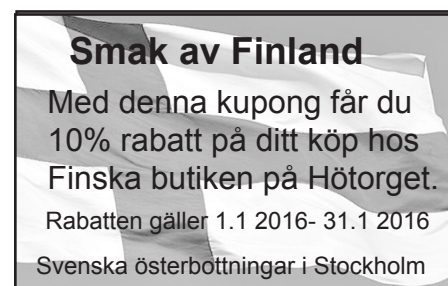 Smak av Finland
Med denna kupong får du
10% rabatt på ditt köp hos
Finska butiken på Hötorget.
Rabatten gäller 1.1 2016- 31.1 2016
Svenska österbottningar i Stockholm